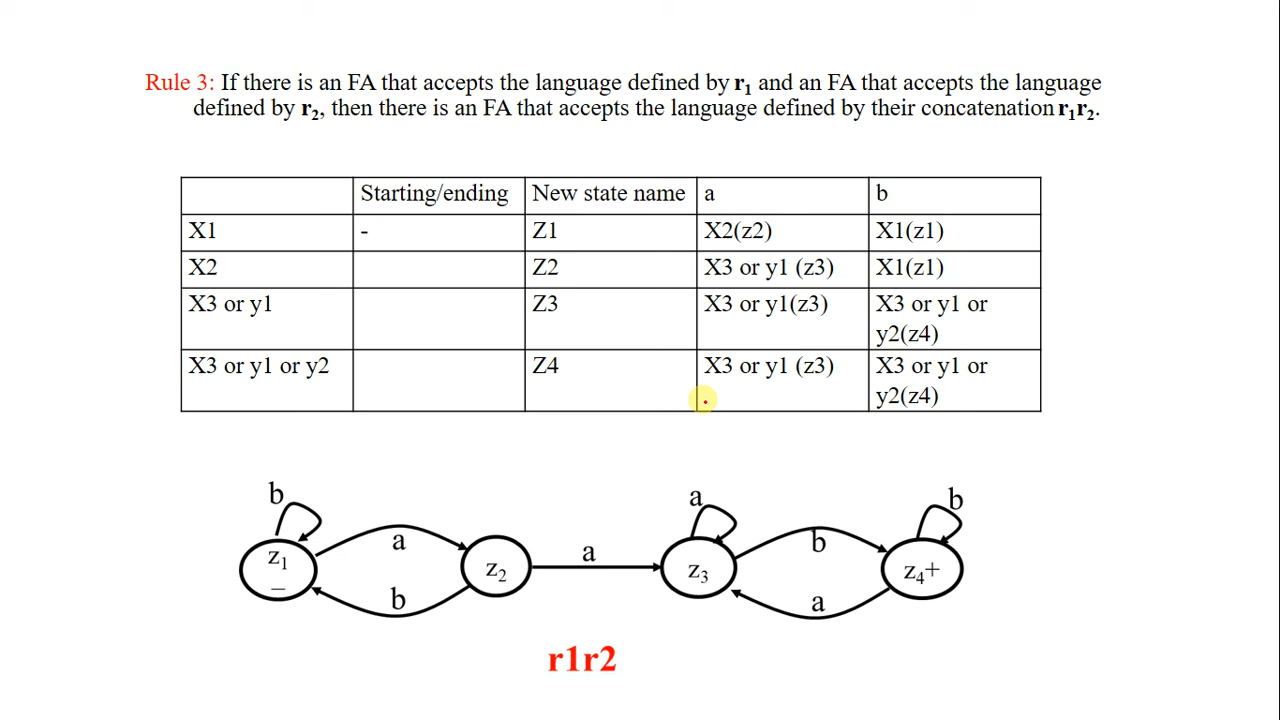 Rule 3: If there is an FA that accepts the language defined by r1 and an FA that accepts the language
defined by r2, then there is an FA that accepts the language defined by their concatenation r1r2.
Starting/ending New state name a b
X1 - Z1 X2(z2) X1(z1)
X2 Z2 X3 or y1 (z3) X1(z1)
X3 or y1 Z3 X3 or y1(z3) X3 or y1 or
y2(z4)
X3 or y1 or y2 Z4 X3 or y1 (z3) X3 or y1 or
y2(z4)
b a b
a b
z1 – z2 a z3 z4+
b a
r1r2